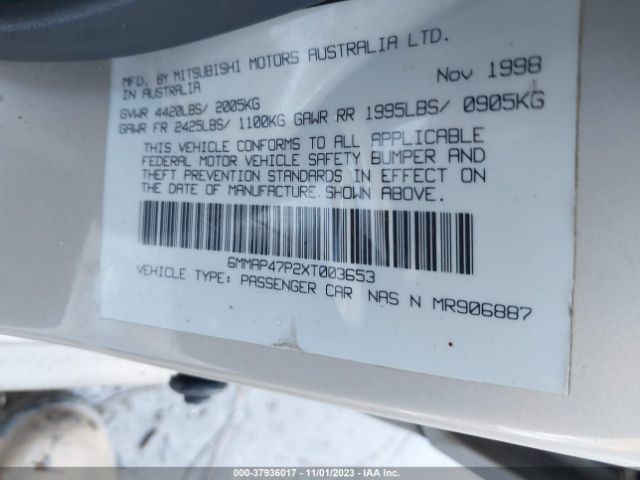 MFD. BY MITSUBISHI MOTORS AUSTRALIA LTD.
IN AUSTRALIA Nov 1998
GVWR 4420LBS/ 2005KG
GAWR FR 2425LBS/ 1100KG GAWR RR 1995LBS/ 0905KG
THIS VEHICLE CONFORMS TO ALL APPLICABLE
FEDERAL MOTOR VEHICLE SAFETY BUMPER AND
THEFT PREVENTION STANDARDS IN EFFECT ON
THE DATE OF MANUFACTURE SHOWN ABOVE.
6MMAP47P2XT003653
VEHICLE TYPE: PASSENGER CAR NAS N MR906887
000-37936017 • 11/01/2023 • IAA Inc.